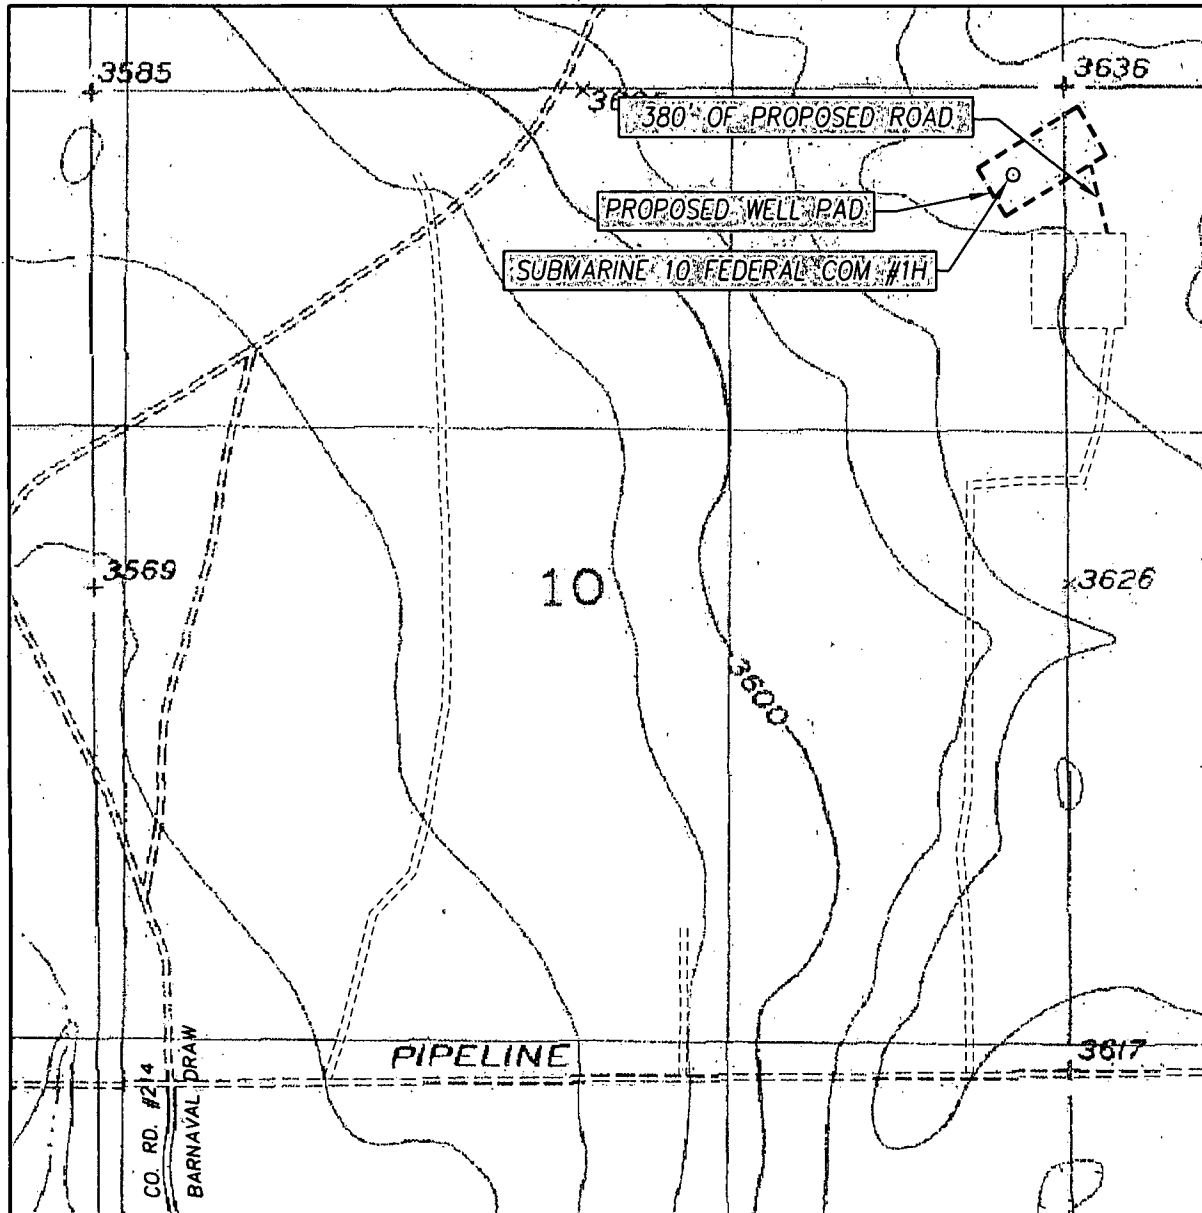 3585
3636
380' OF PROPOSED ROAD
PROPOSED WELL PAD
SUBMARINE 10 FEDERAL COM #1H
3569
10
3626
3600
PIPELINE
3617
CO. RD. #214
BARNAVAL DRAW